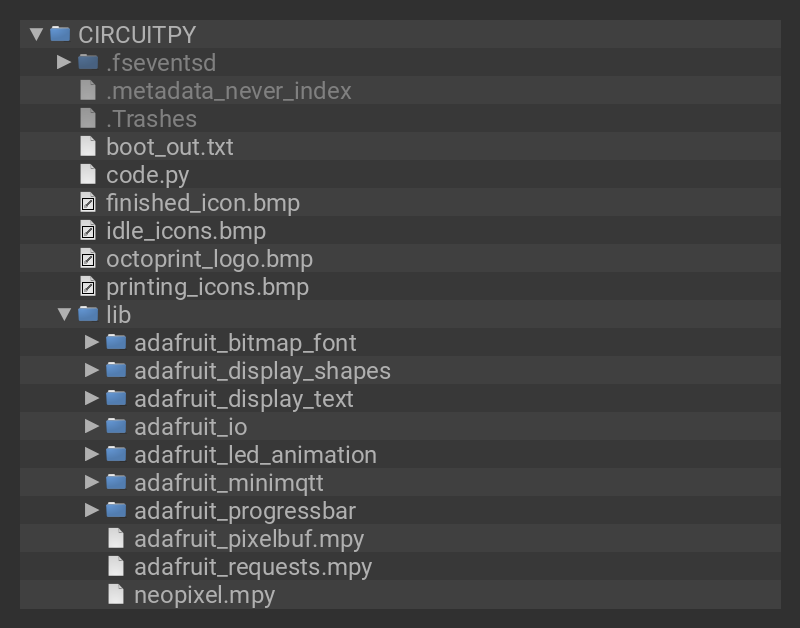 CIRCUITPY
.fseventsd
.metadata_never_index
.Trashes
boot_out.txt
code.py
finished_icon.bmp
idle_icons.bmp
octoprint_logo.bmp
printing_icons.bmp
lib
adafruit_bitmap_font
adafruit_display_shapes
adafruit_display_text
adafruit_io
adafruit_led_animation
adafruit_minimqtt
adafruit_progressbar
adafruit_pixelbuf.mpy
adafruit_requests.mpy
neopixel.mpy